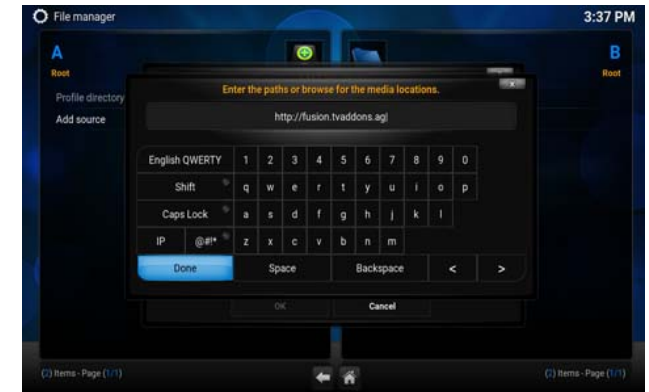 File manager 3:37 PM
A B
Root Root
Enter the paths or browse for the media locations.
Profile directory
http://fusion.tvaddons.ag
Add source
English QWERTY 1 2 3 4 5 6 7 8 9 0
Shift q w e r t y u i o p
Caps Lock a s d f g h j k l
IP @#!* z x c v b n m
Done Space Backspace < >
OK Cancel
(2) Items - Page (1/1) (2) Items - Page (1/1)